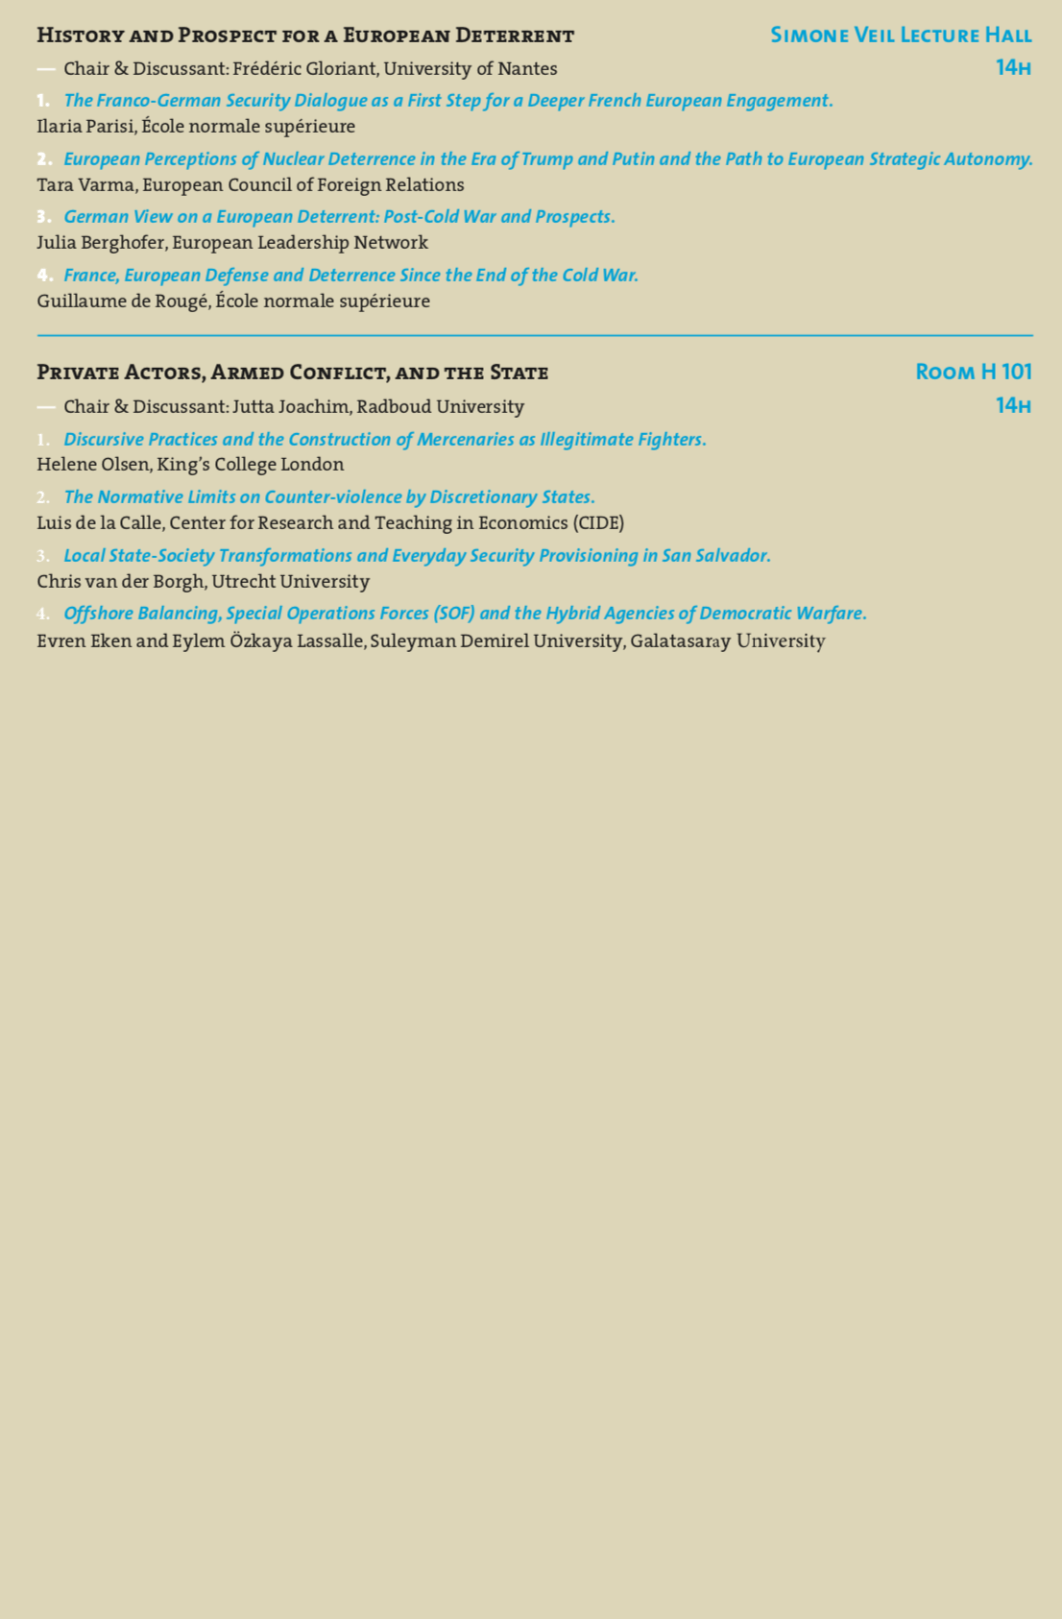 History and Prospect for a European Deterrent Simone Veil Lecture Hall
— Chair & Discussant: Frédéric Gloriant, University of Nantes 14h
1. The Franco-German Security Dialogue as a First Step for a Deeper French European Engagement.
Ilaria Parisi, École normale supérieure
2. European Perceptions of Nuclear Deterrence in the Era of Trump and Putin and the Path to European Strategic Autonomy.
Tara Varma, European Council of Foreign Relations
3. German View on a European Deterrent: Post-Cold War and Prospects.
Julia Berghofer, European Leadership Network
4. France, European Defense and Deterrence Since the End of the Cold War.
Guillaume de Rougé, École normale supérieure
Private Actors, Armed Conflict, and the State Room H 101
— Chair & Discussant: Jutta Joachim, Radboud University 14h
1. Discursive Practices and the Construction of Mercenaries as Illegitimate Fighters.
Helene Olsen, King’s College London
2. The Normative Limits on Counter-violence by Discretionary States.
Luis de la Calle, Center for Research and Teaching in Economics (CIDE)
3. Local State-Society Transformations and Everyday Security Provisioning in San Salvador.
Chris van der Borgh, Utrecht University
4. Offshore Balancing, Special Operations Forces (SOF) and the Hybrid Agencies of Democratic Warfare.
Evren Eken and Eylem Özkaya Lassalle, Suleyman Demirel University, Galatasaray University